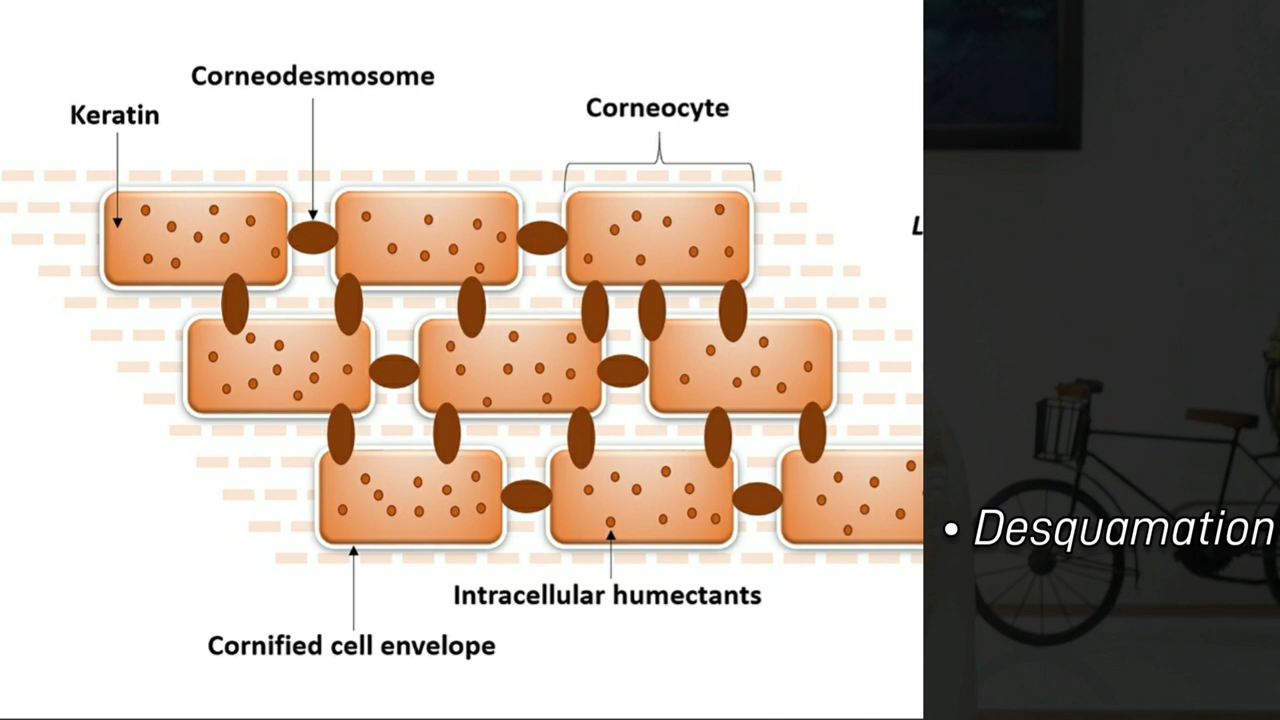 Corneodesmosome
Keratin
Corneocyte
L
• Desquamation
Intracellular humectants
Cornified cell envelope